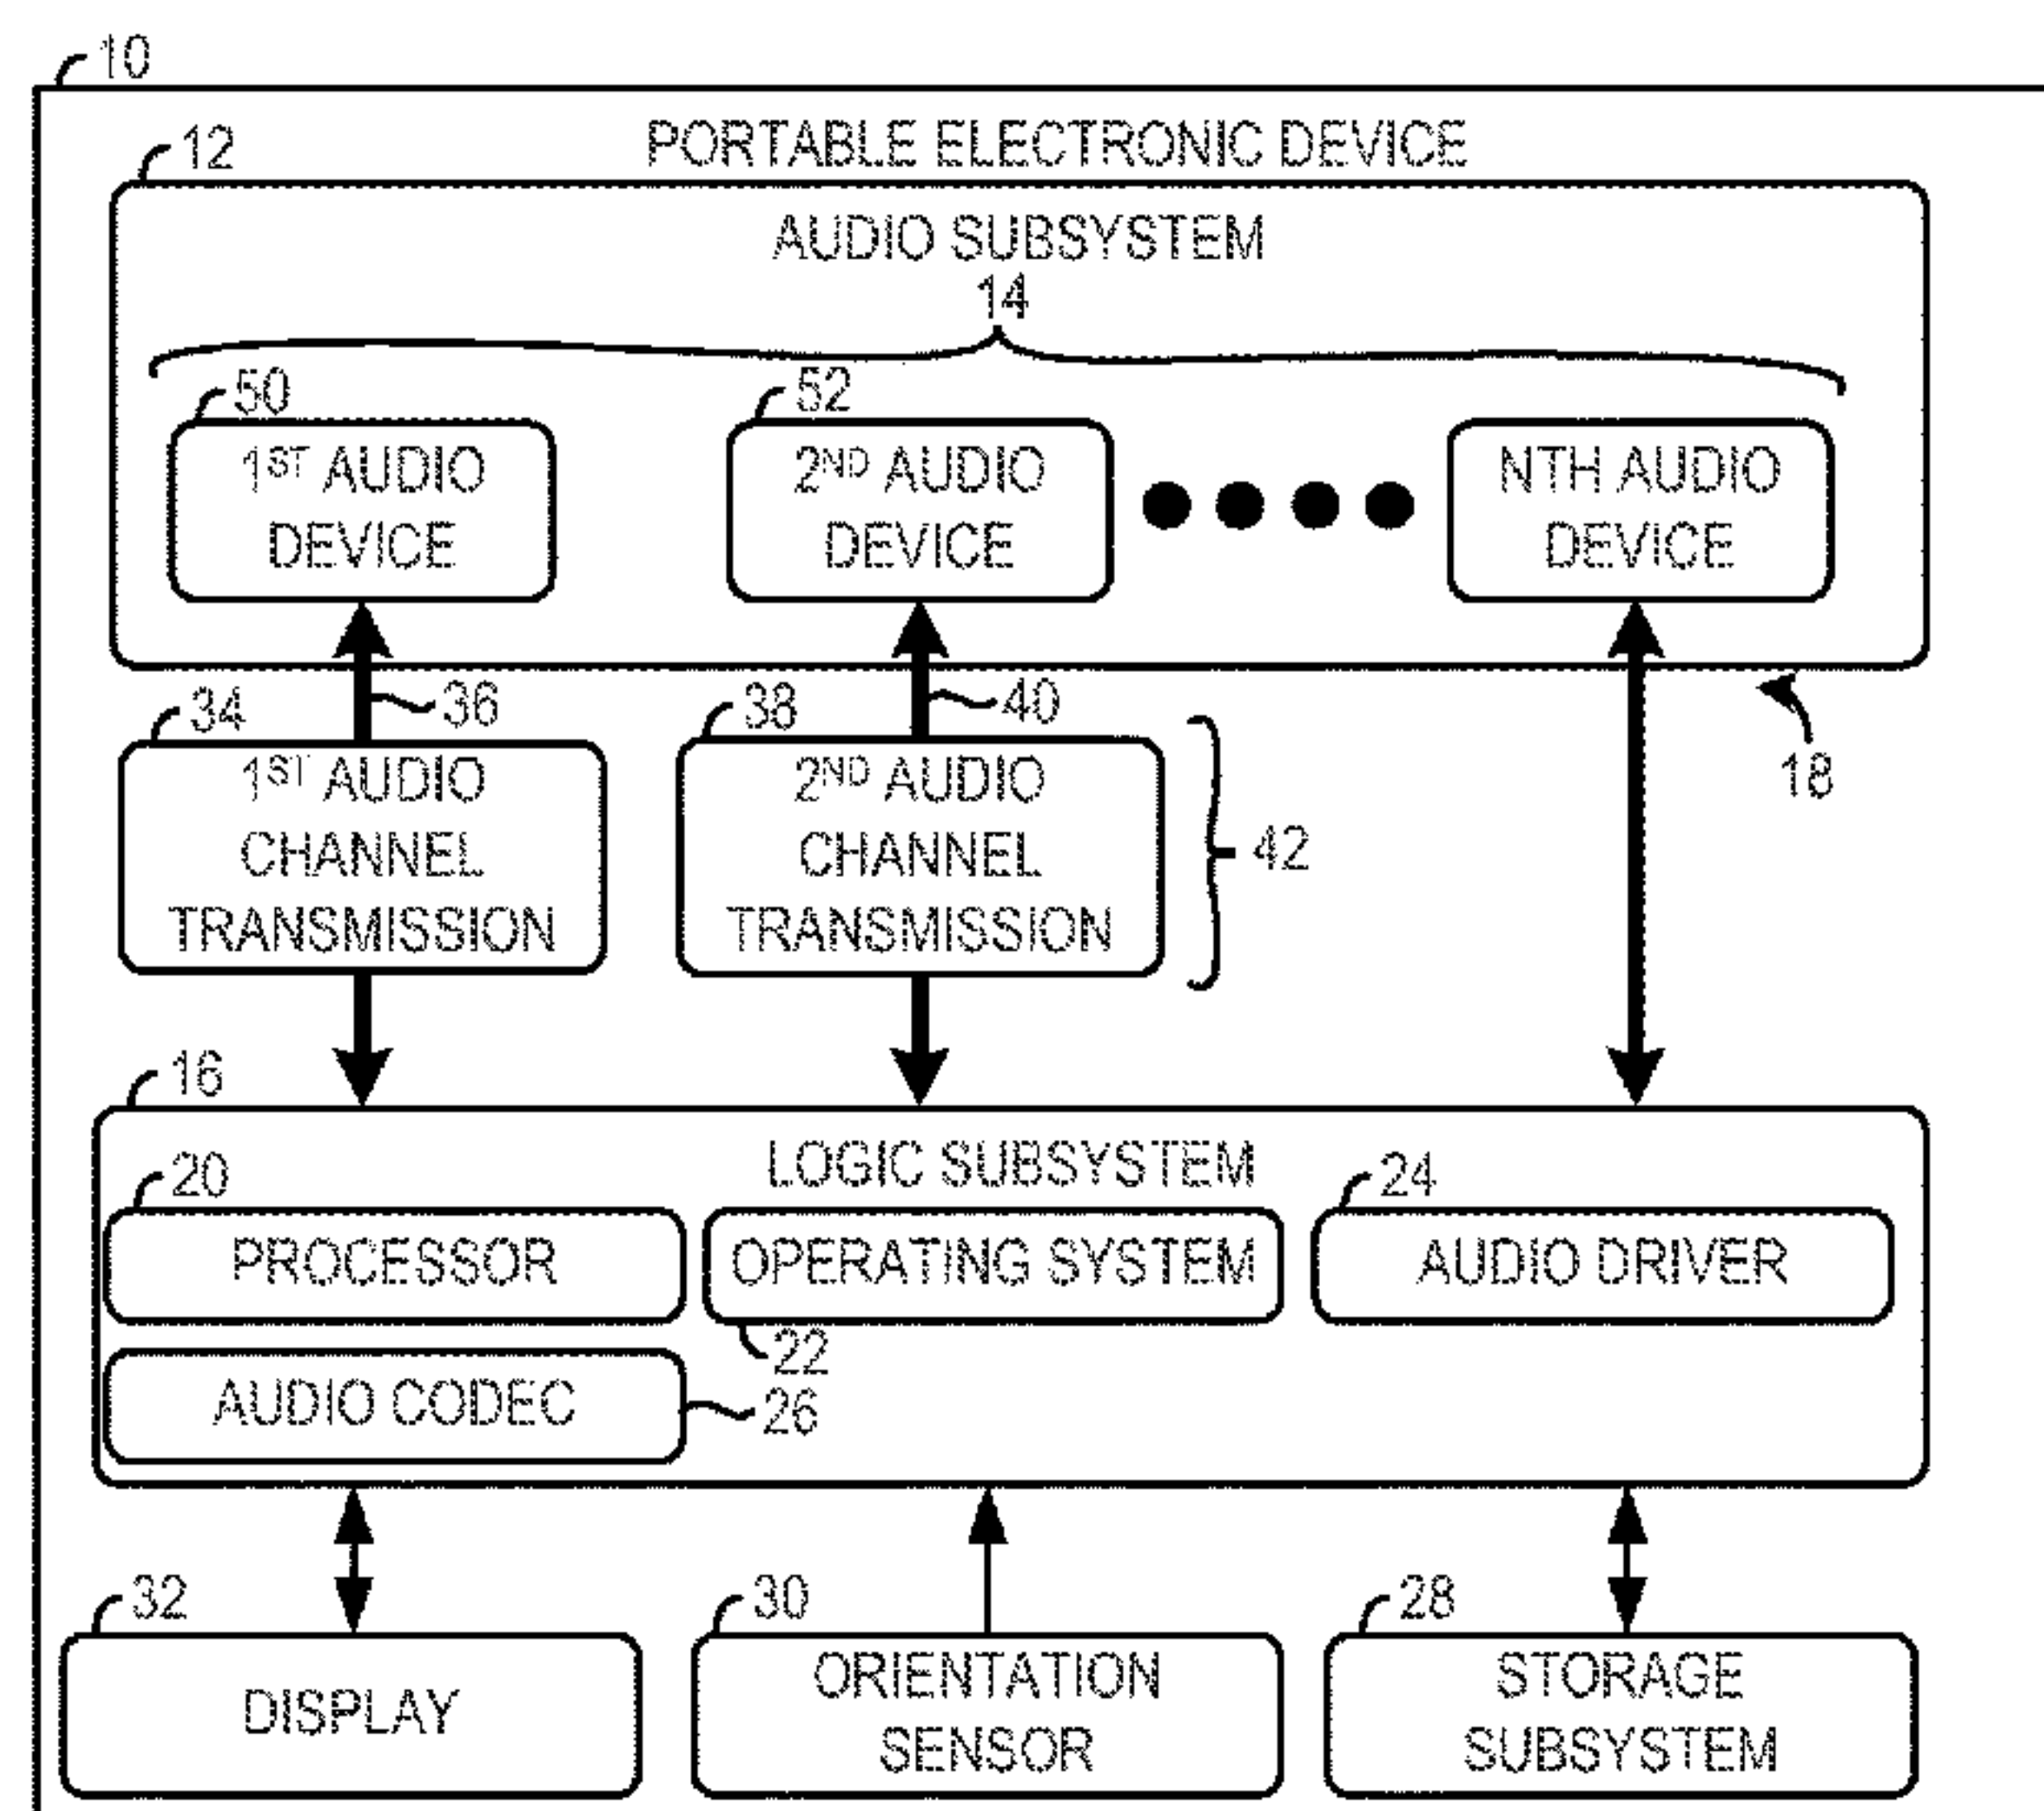 10
PORTABLE ELECTRONIC DEVICE
12
AUDIO SUBSYSTEM
14
50
52
1ST AUDIO
DEVICE
2ND AUDIO
DEVICE
NTH AUDIO
DEVICE
34
36
38
40
18
1ST AUDIO
CHANNEL
TRANSMISSION
2ND AUDIO
CHANNEL
TRANSMISSION
42
16
LOGIC SUBSYSTEM
20
24
PROCESSOR
OPERATING SYSTEM
AUDIO DRIVER
22
AUDIO CODEC
26
32
30
28
DISPLAY
ORIENTATION
SENSOR
STORAGE
SUBSYSTEM